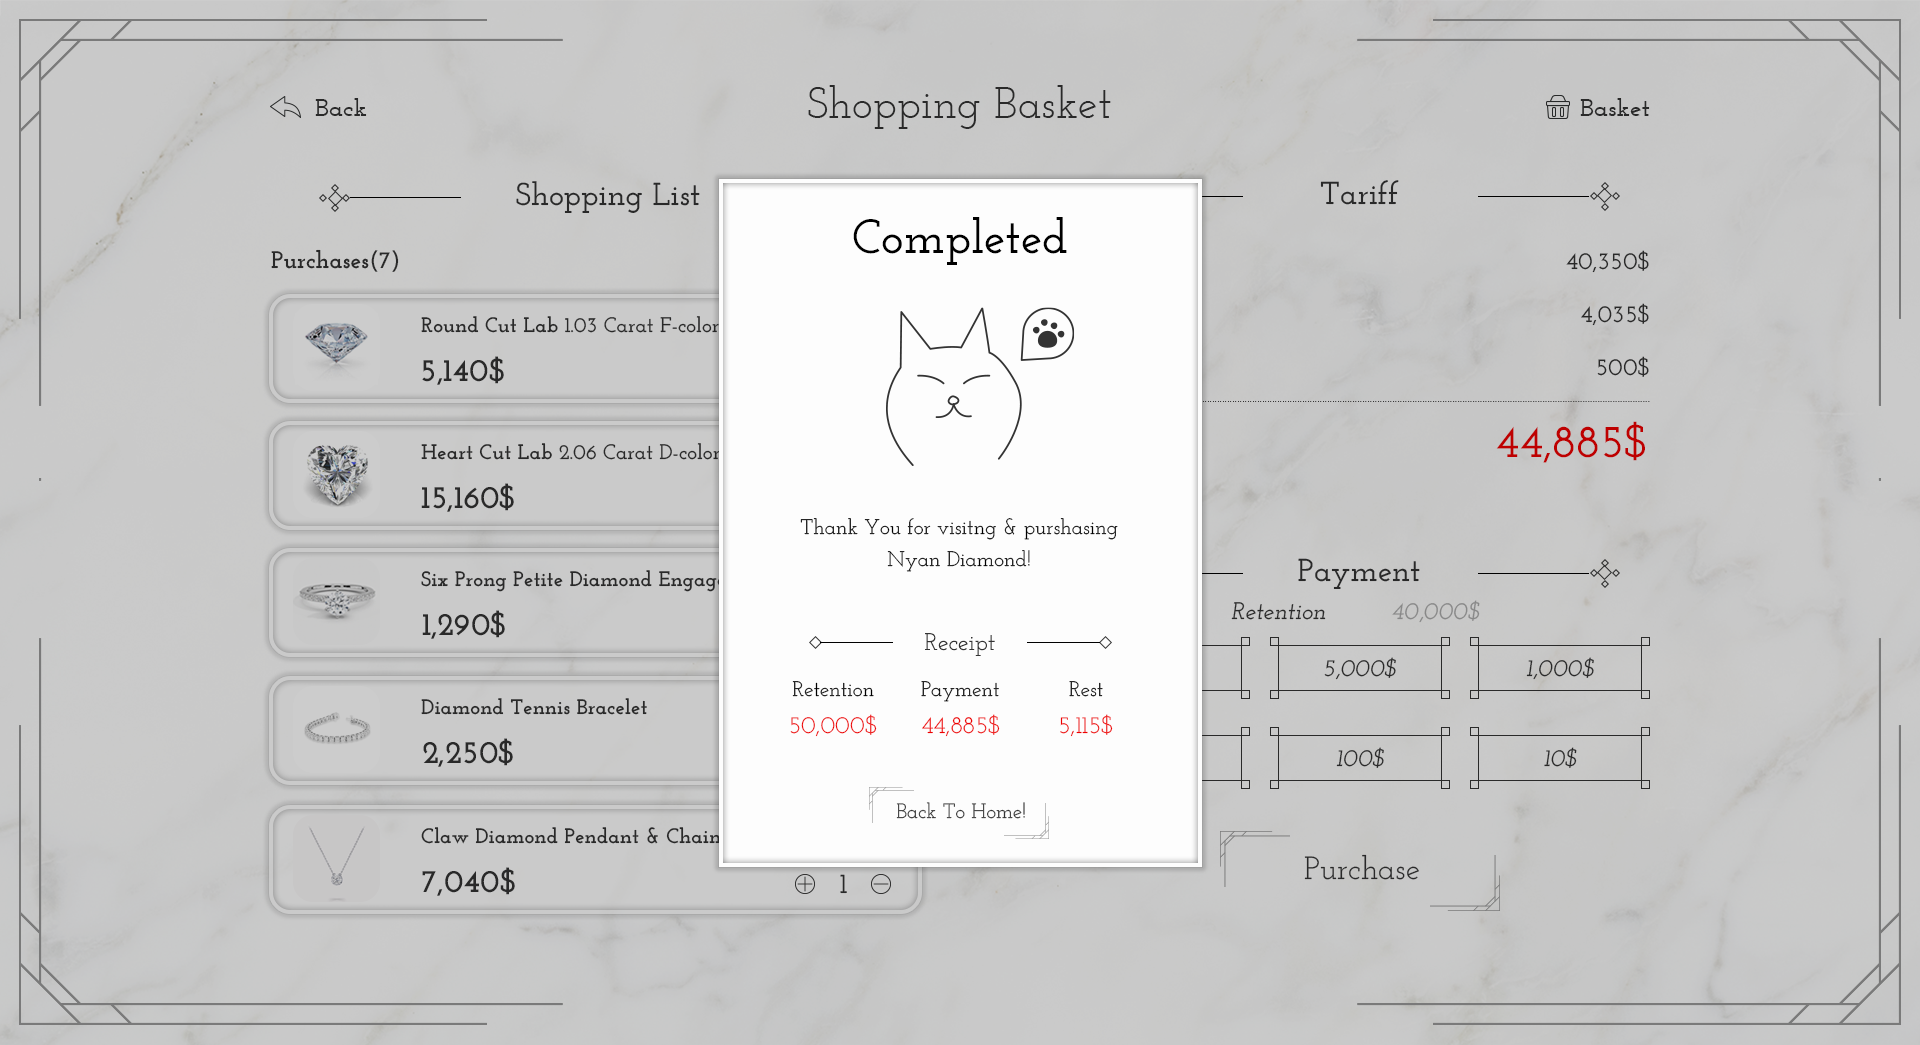 Back
Shopping Basket
Basket
Shopping List
Tariff
Purchases(7)
40,350$
4,035$
500$
44,885$
Round Cut Lab 1.03 Carat F-color
5,140$
Heart Cut Lab 2.06 Carat D-color
15,160$
Six Prong Petite Diamond Engag
1,290$
Diamond Tennis Bracelet
2,250$
Claw Diamond Pendant & Chain
7,040$
1
Completed
Thank You for visitng & purshasing
Nyan Diamond!
Receipt
Retention Payment Rest
50,000$ 44,885$ 5,115$
Back To Home!
Payment
Retention 40,000$
5,000$ 1,000$
100$ 10$
Purchase